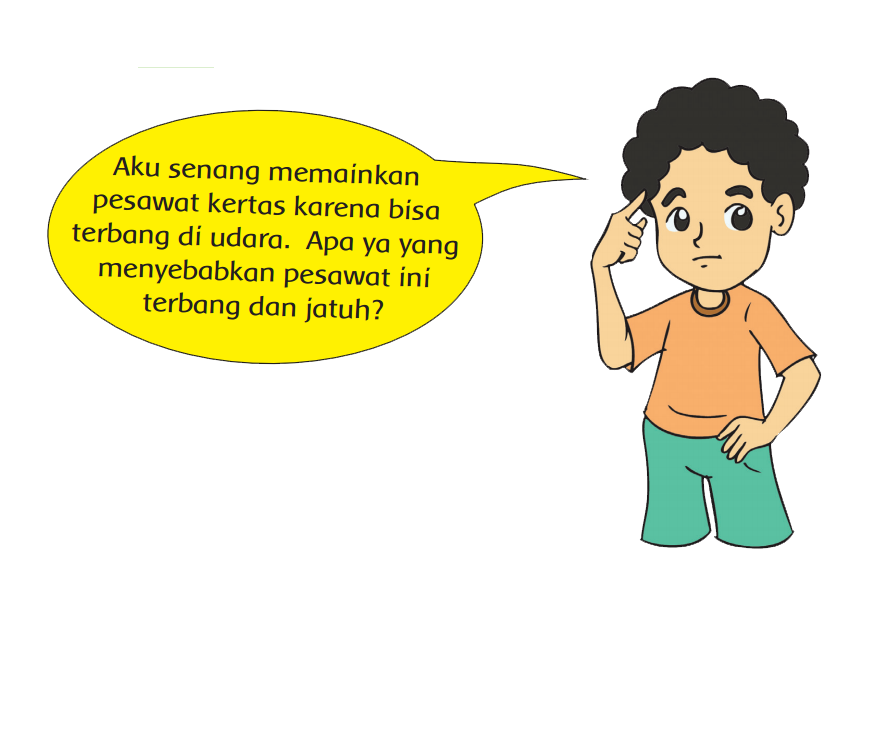 Aku senang memainkan
pesawat kertas karena bisa
terbang di udara.  Apa ya yang
menyebabkan pesawat ini
terbang dan jatuh?